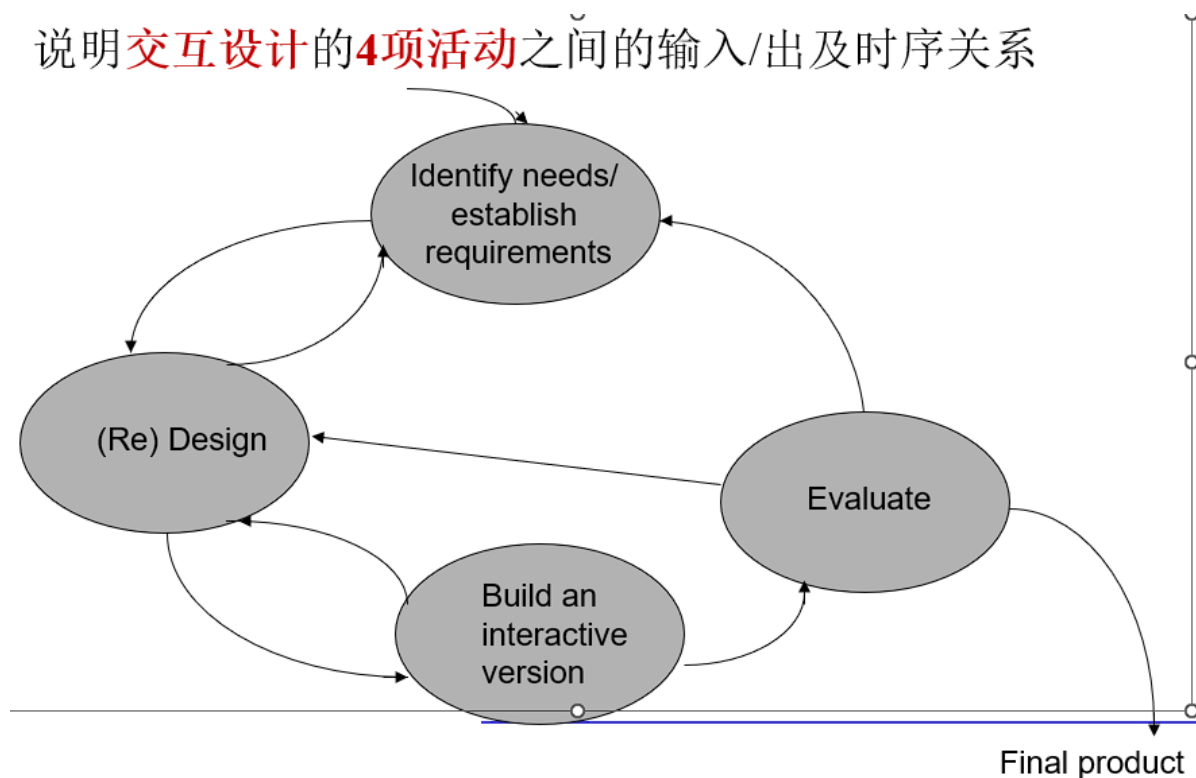 说明交互设计的4项活动之间的输入/出及时序关系
Identify needs/
establish
requirements
(Re) Design
Evaluate
Build an
interactive
version
Final product